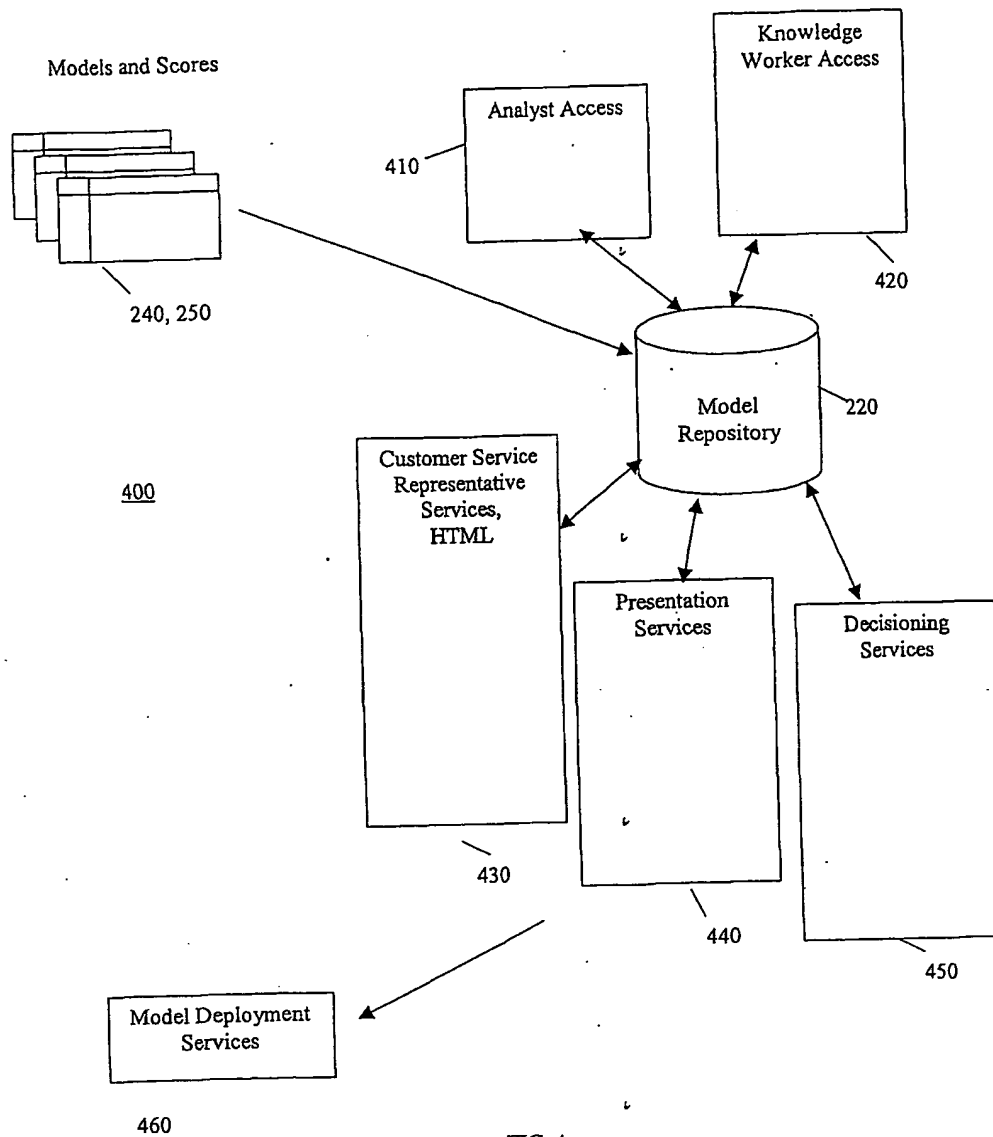 Models and Scores
Analyst Access
Knowledge
Worker Access
410
420
240, 250
220
Model
Repository
400
Customer Service
Representative
Services,
HTML
Presentation
Services
Decisioning
Services
430
440
450
Model Deployment
Services
460